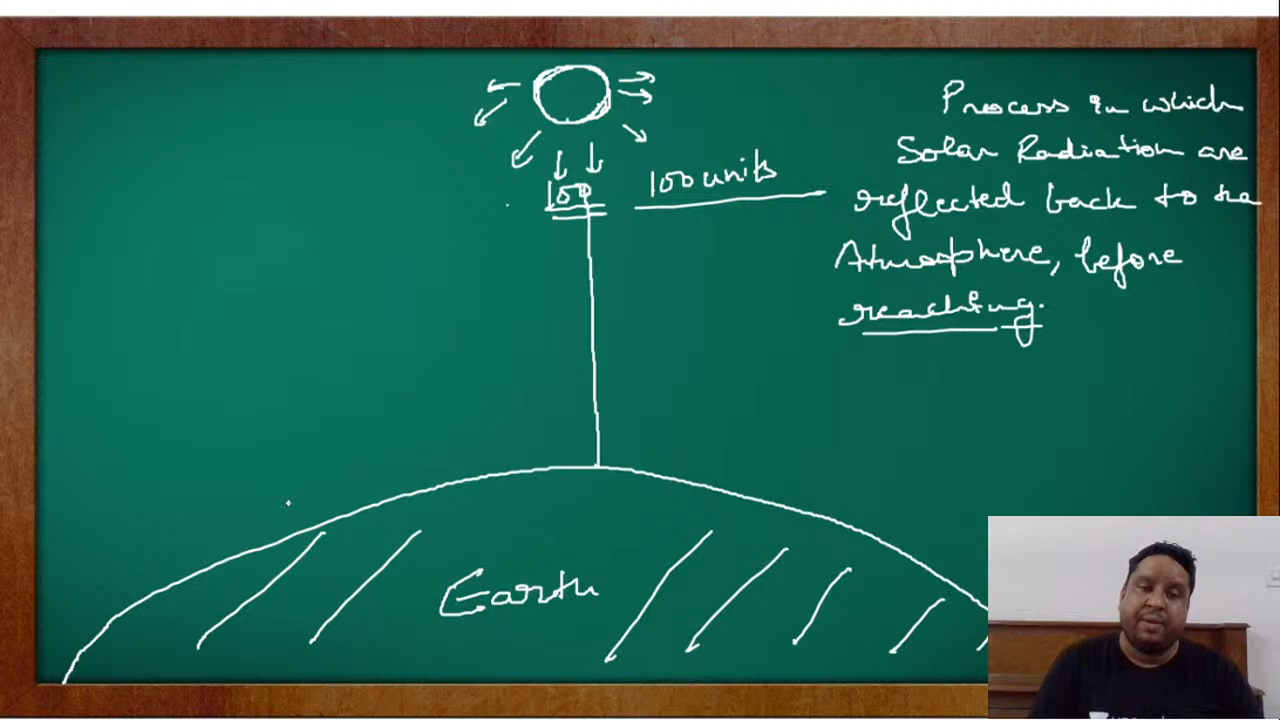 100
100 units
Process in which
Solar Radiation are
reflected back to the
Atmosphere, before
reaching.
Earth